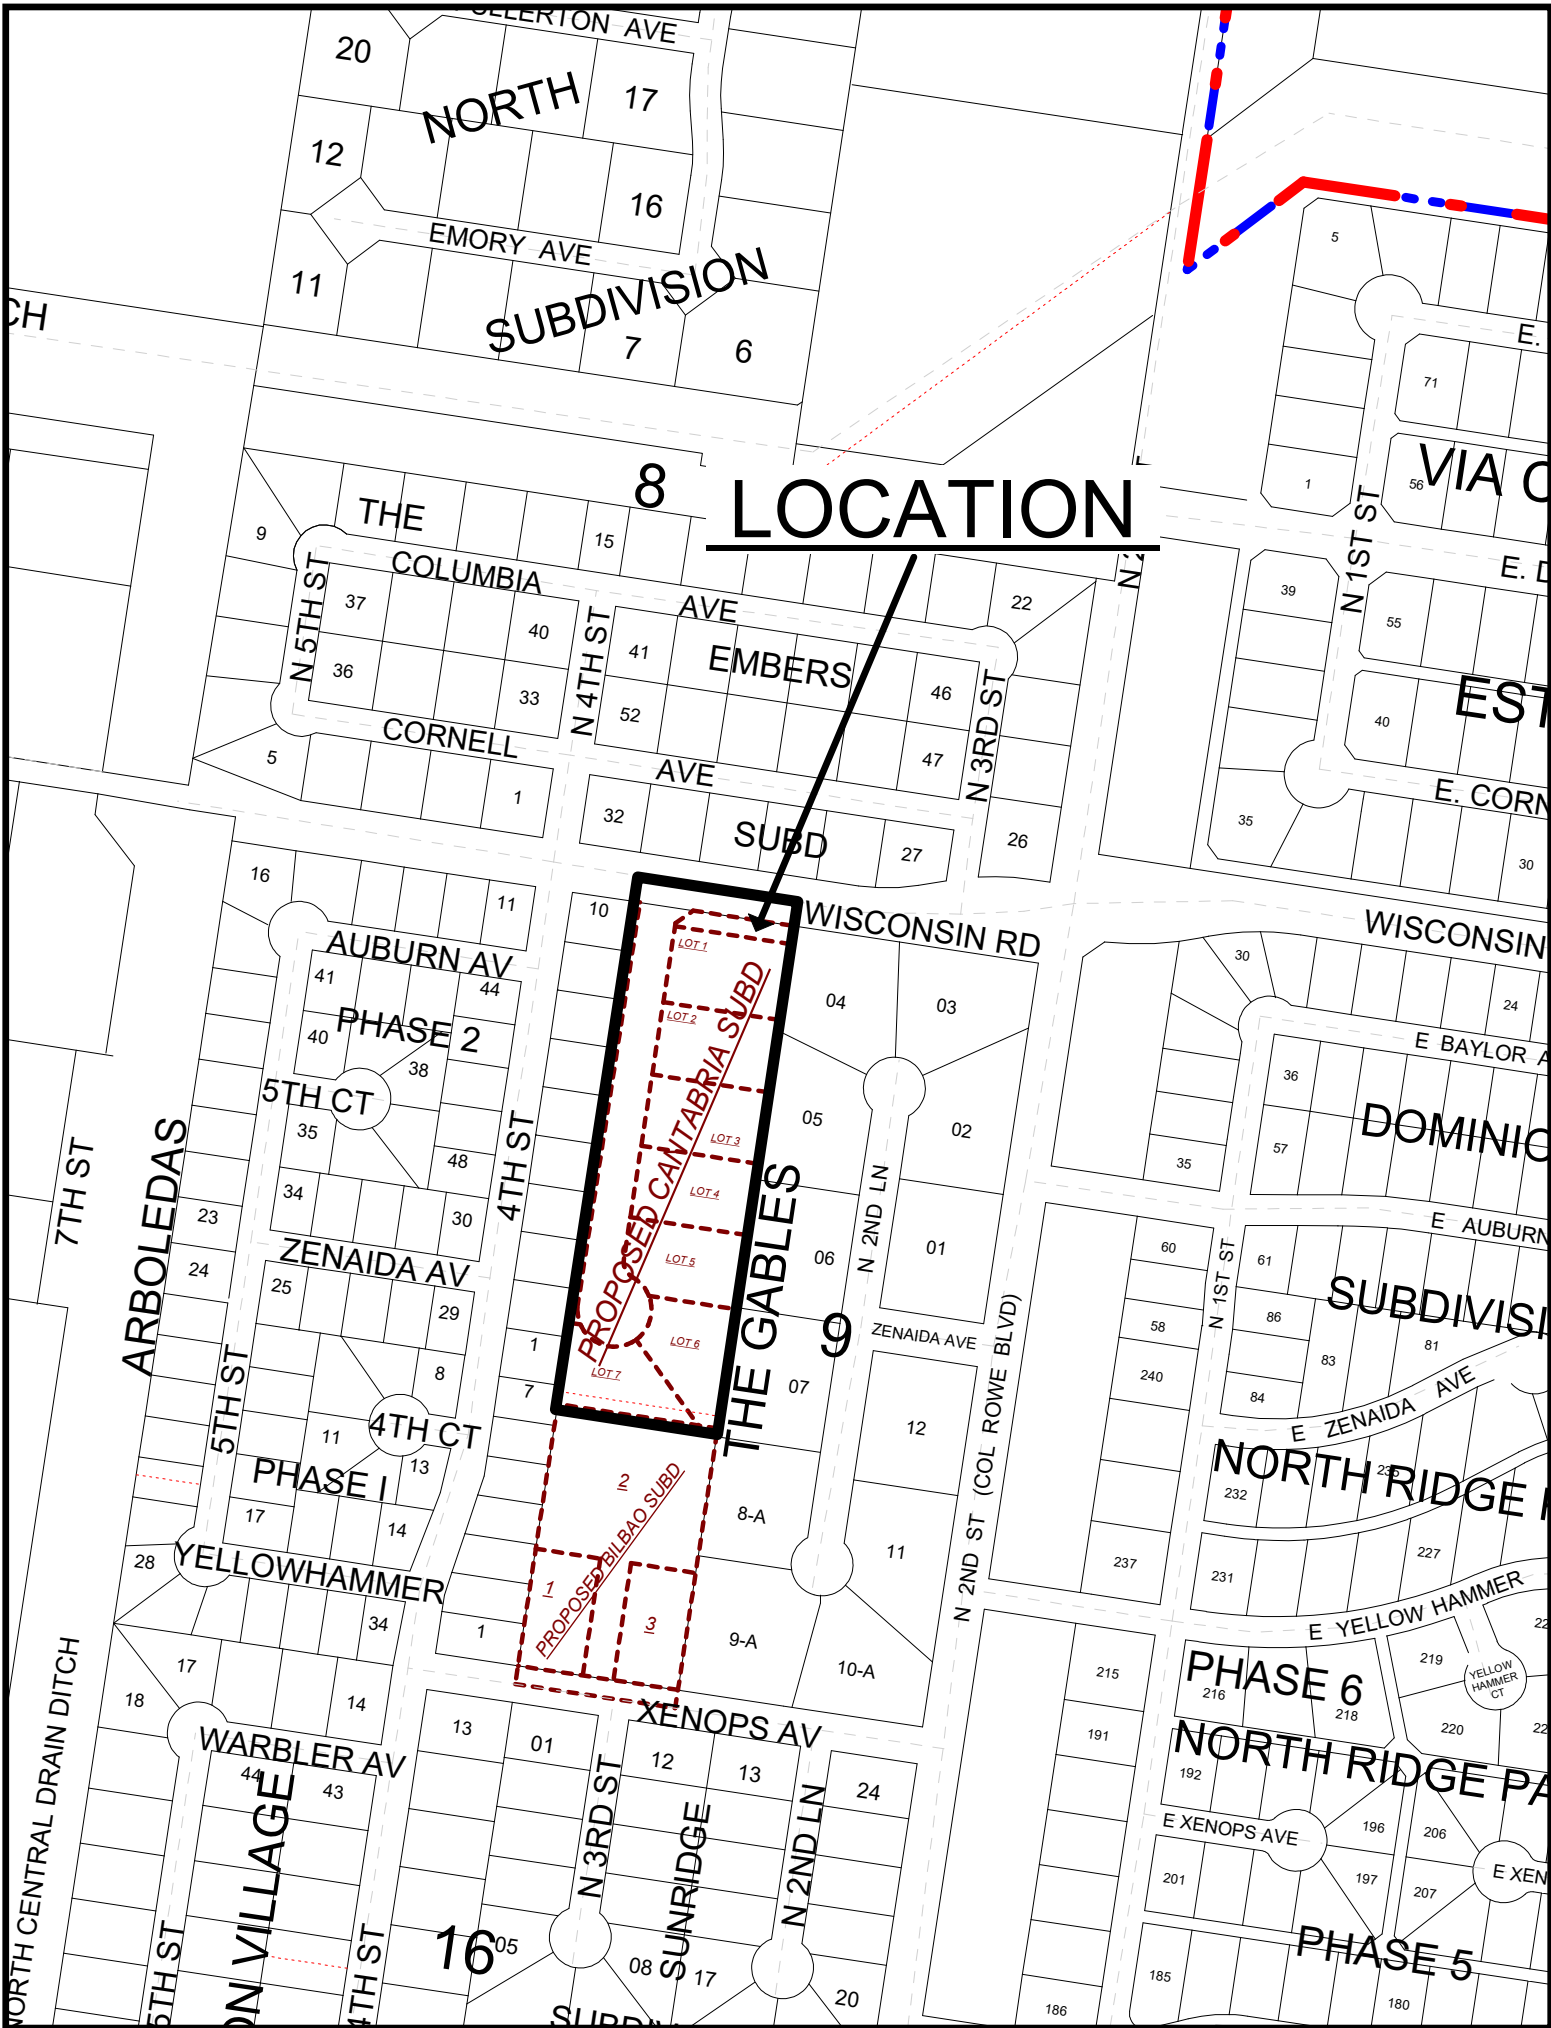 FULLERTON AVE
20
NORTH
17
12
16
EMORY AVE
11
SUBDIVISION
7
6
CH
5
E.
71
VIA C
56
1
N 1ST ST
E. D
39
55
EST
40
E. CORN
35
30
8
LOCATION
THE
9
15
COLUMBIA
AVE
22
N 5TH ST
37
40
N 4TH ST
41
EMBERS
46
36
33
52
47
N 3RD ST
CORNELL
AVE
5
1
32
SUBD
27
26
16
11
10
WISCONSIN RD
WISCONSIN
AUBURN AV
41
44
PHASE 2
40
38
5TH CT
35
48
34
30
4TH ST
7TH ST
ARBOLEDAS
23
24
ZENAIDA AV
25
29
1
8
7
5TH ST
4TH CT
11
13
PHASE I
17
14
28
YELLOWHAMMER
34
1
LOT 1
LOT 2
LOT 3
LOT 4
LOT 5
LOT 6
LOT 7
PROPOSED CANTABRIA SUBD
THE GABLES
04
03
05
02
N 2ND LN
06
01
9
ZENAIDA AVE
07
12
8-A
11
9-A
10-A
N 2ND ST (COL ROWE BLVD)
2
1
3
PROPOSED BILBAO SUBD
30
24
E BAYLOR A
36
DOMINIC
57
35
E AUBURN
60
61
N 1ST ST
SUBDIVISI
86
81
58
83
240
84
E ZENAIDA AVE
NORTH RIDGE
235
232
227
237
231
E YELLOW HAMMER
215
PHASE 6
219
YELLOW
HAMMER
CT
216
218
220
191
NORTH RIDGE PA
192
E XENOPS AVE
196
206
E XEN
201
197
207
PHASE 5
185
186
180
NORTH CENTRAL DRAIN DITCH
17
18
14
WARBLER AV
44
43
ON VILLAGE
5TH ST
4TH ST
XENOPS AV
13
01
12
13
24
N 3RD ST
SUNRIDGE
N 2ND LN
16
05
08
17
20